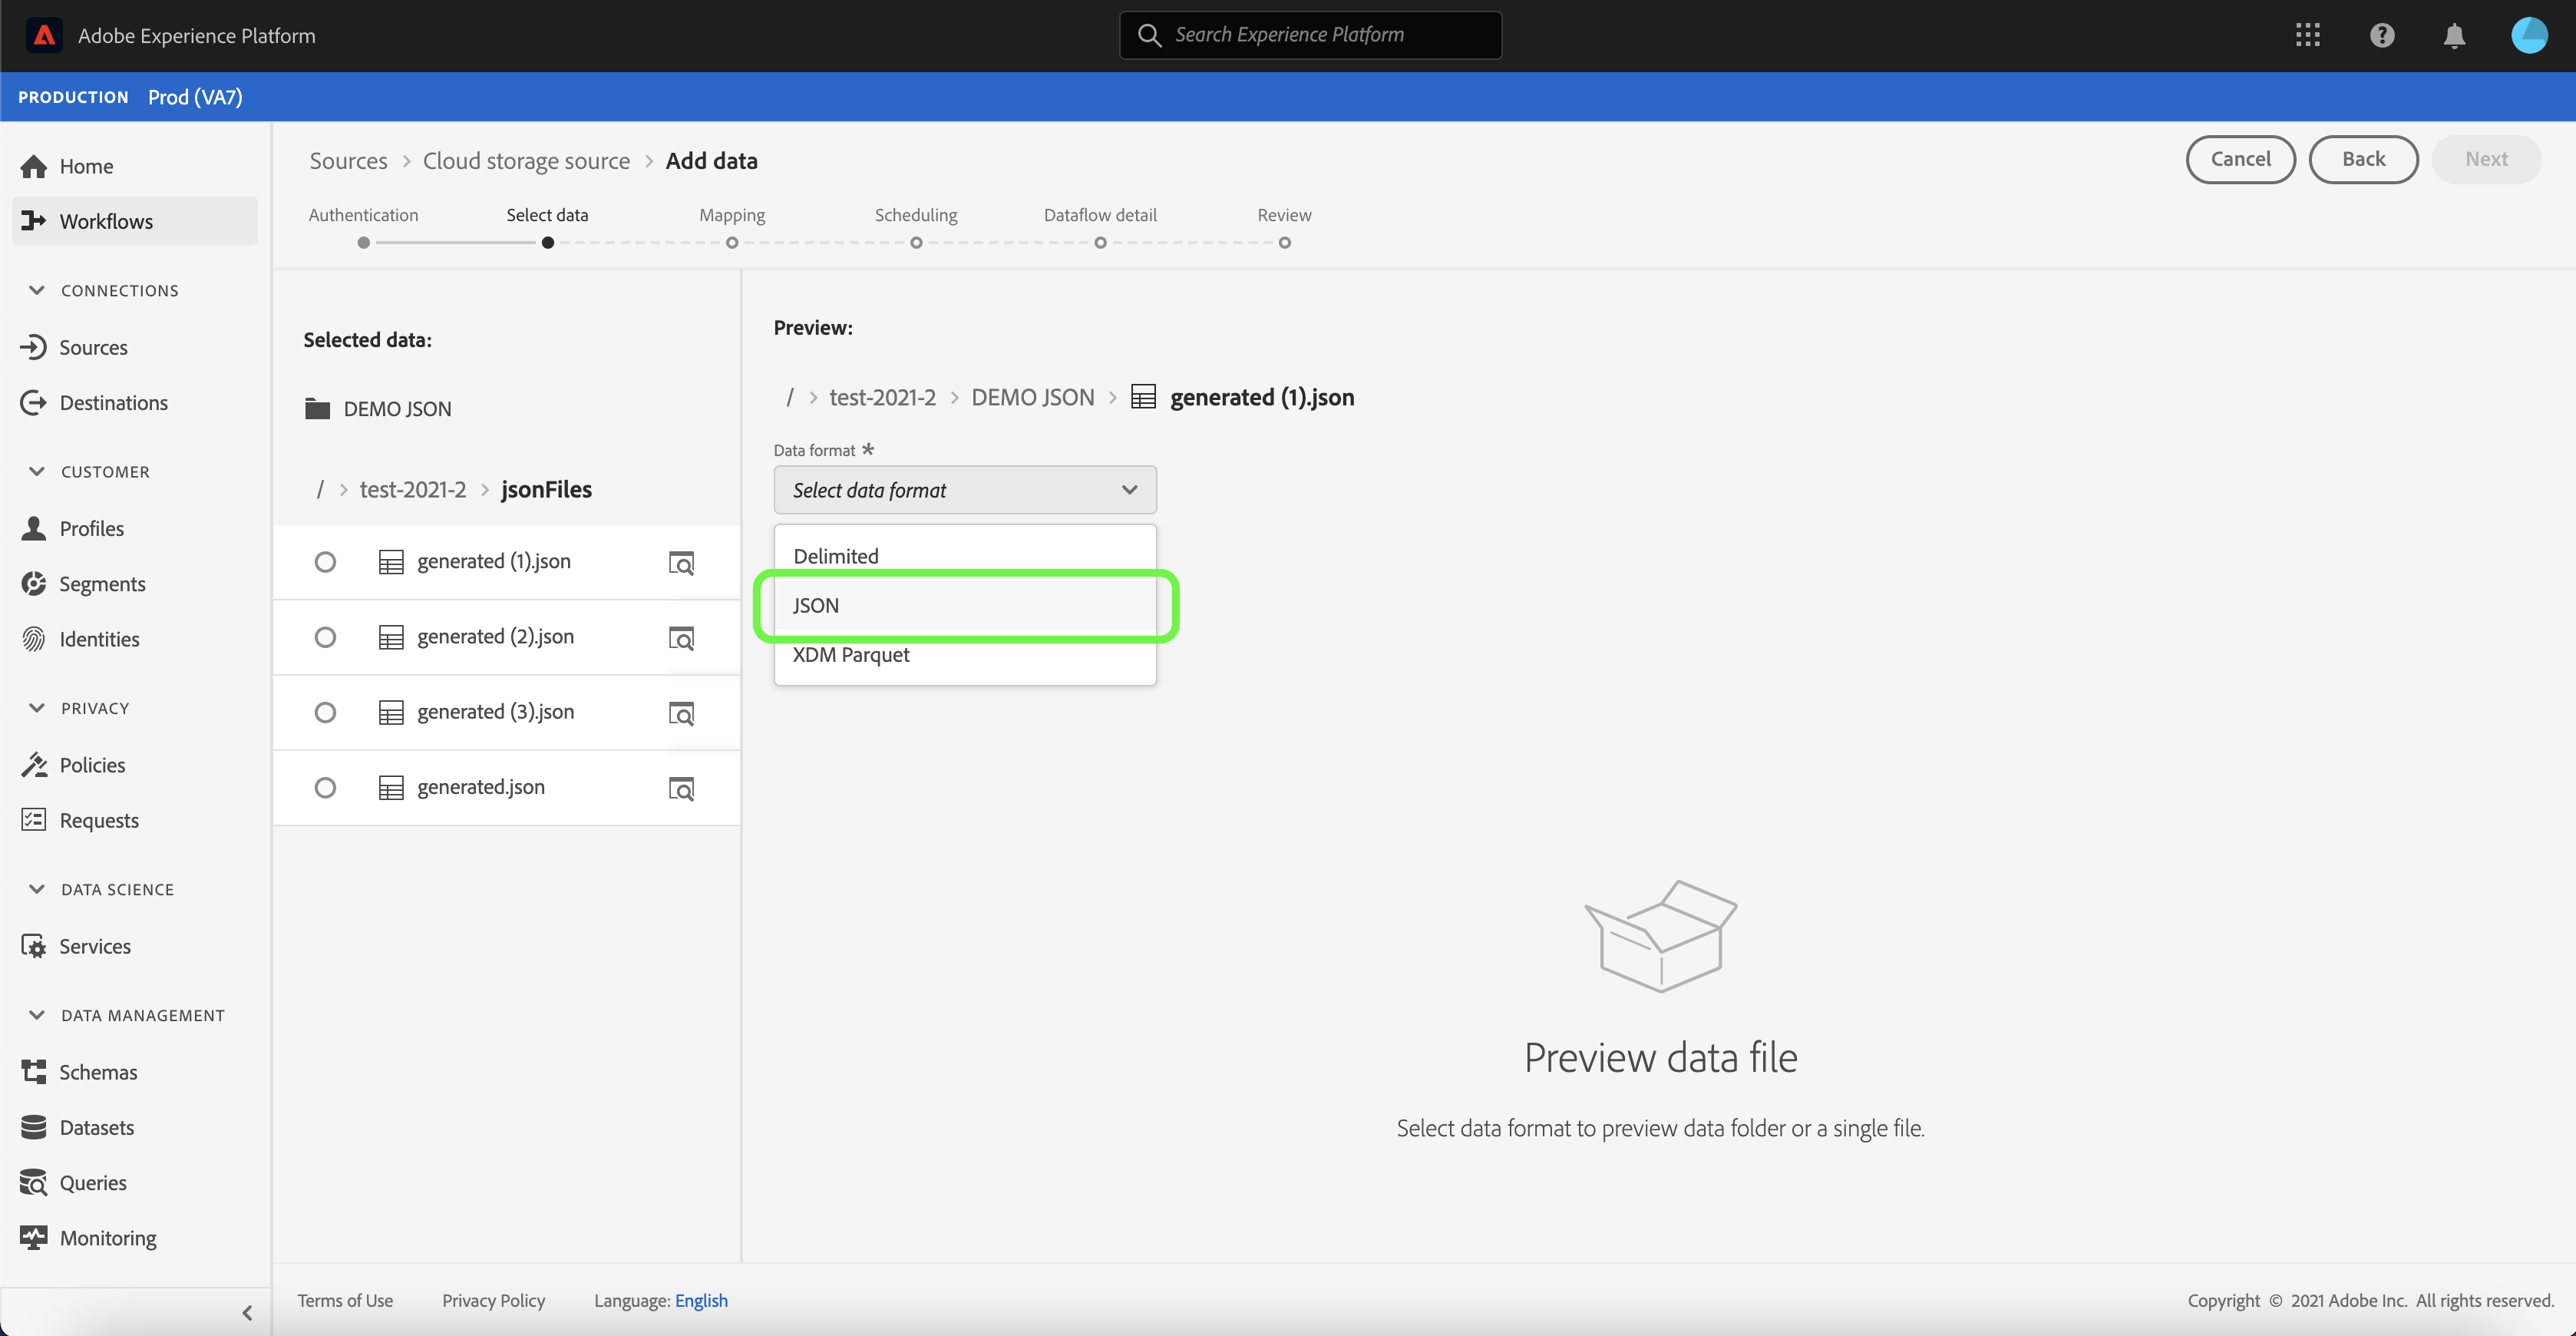 Adobe Experience Platform
Search Experience Platform
PRODUCTION Prod (VA7)
Home
Workflows
CONNECTIONS
Sources
Destinations
CUSTOMER
Profiles
Segments
Identities
PRIVACY
Policies
Requests
DATA SCIENCE
Services
DATA MANAGEMENT
Schemas
Datasets
Queries
Monitoring
Sources > Cloud storage source > Add data
Cancel
Back
Next
Authentication
Select data
Mapping
Scheduling
Dataflow detail
Review
Selected data:
DEMO JSON
/ > test-2021-2 > jsonFiles
generated (1).json
generated (2).json
generated (3).json
generated.json
Preview:
/ > test-2021-2 > DEMO JSON > generated (1).json
Data format *
Select data format
Delimited
JSON
XDM Parquet
Preview data file
Select data format to preview data folder or a single file.
Terms of Use
Privacy Policy
Language: English
Copyright © 2021 Adobe Inc. All rights reserved.